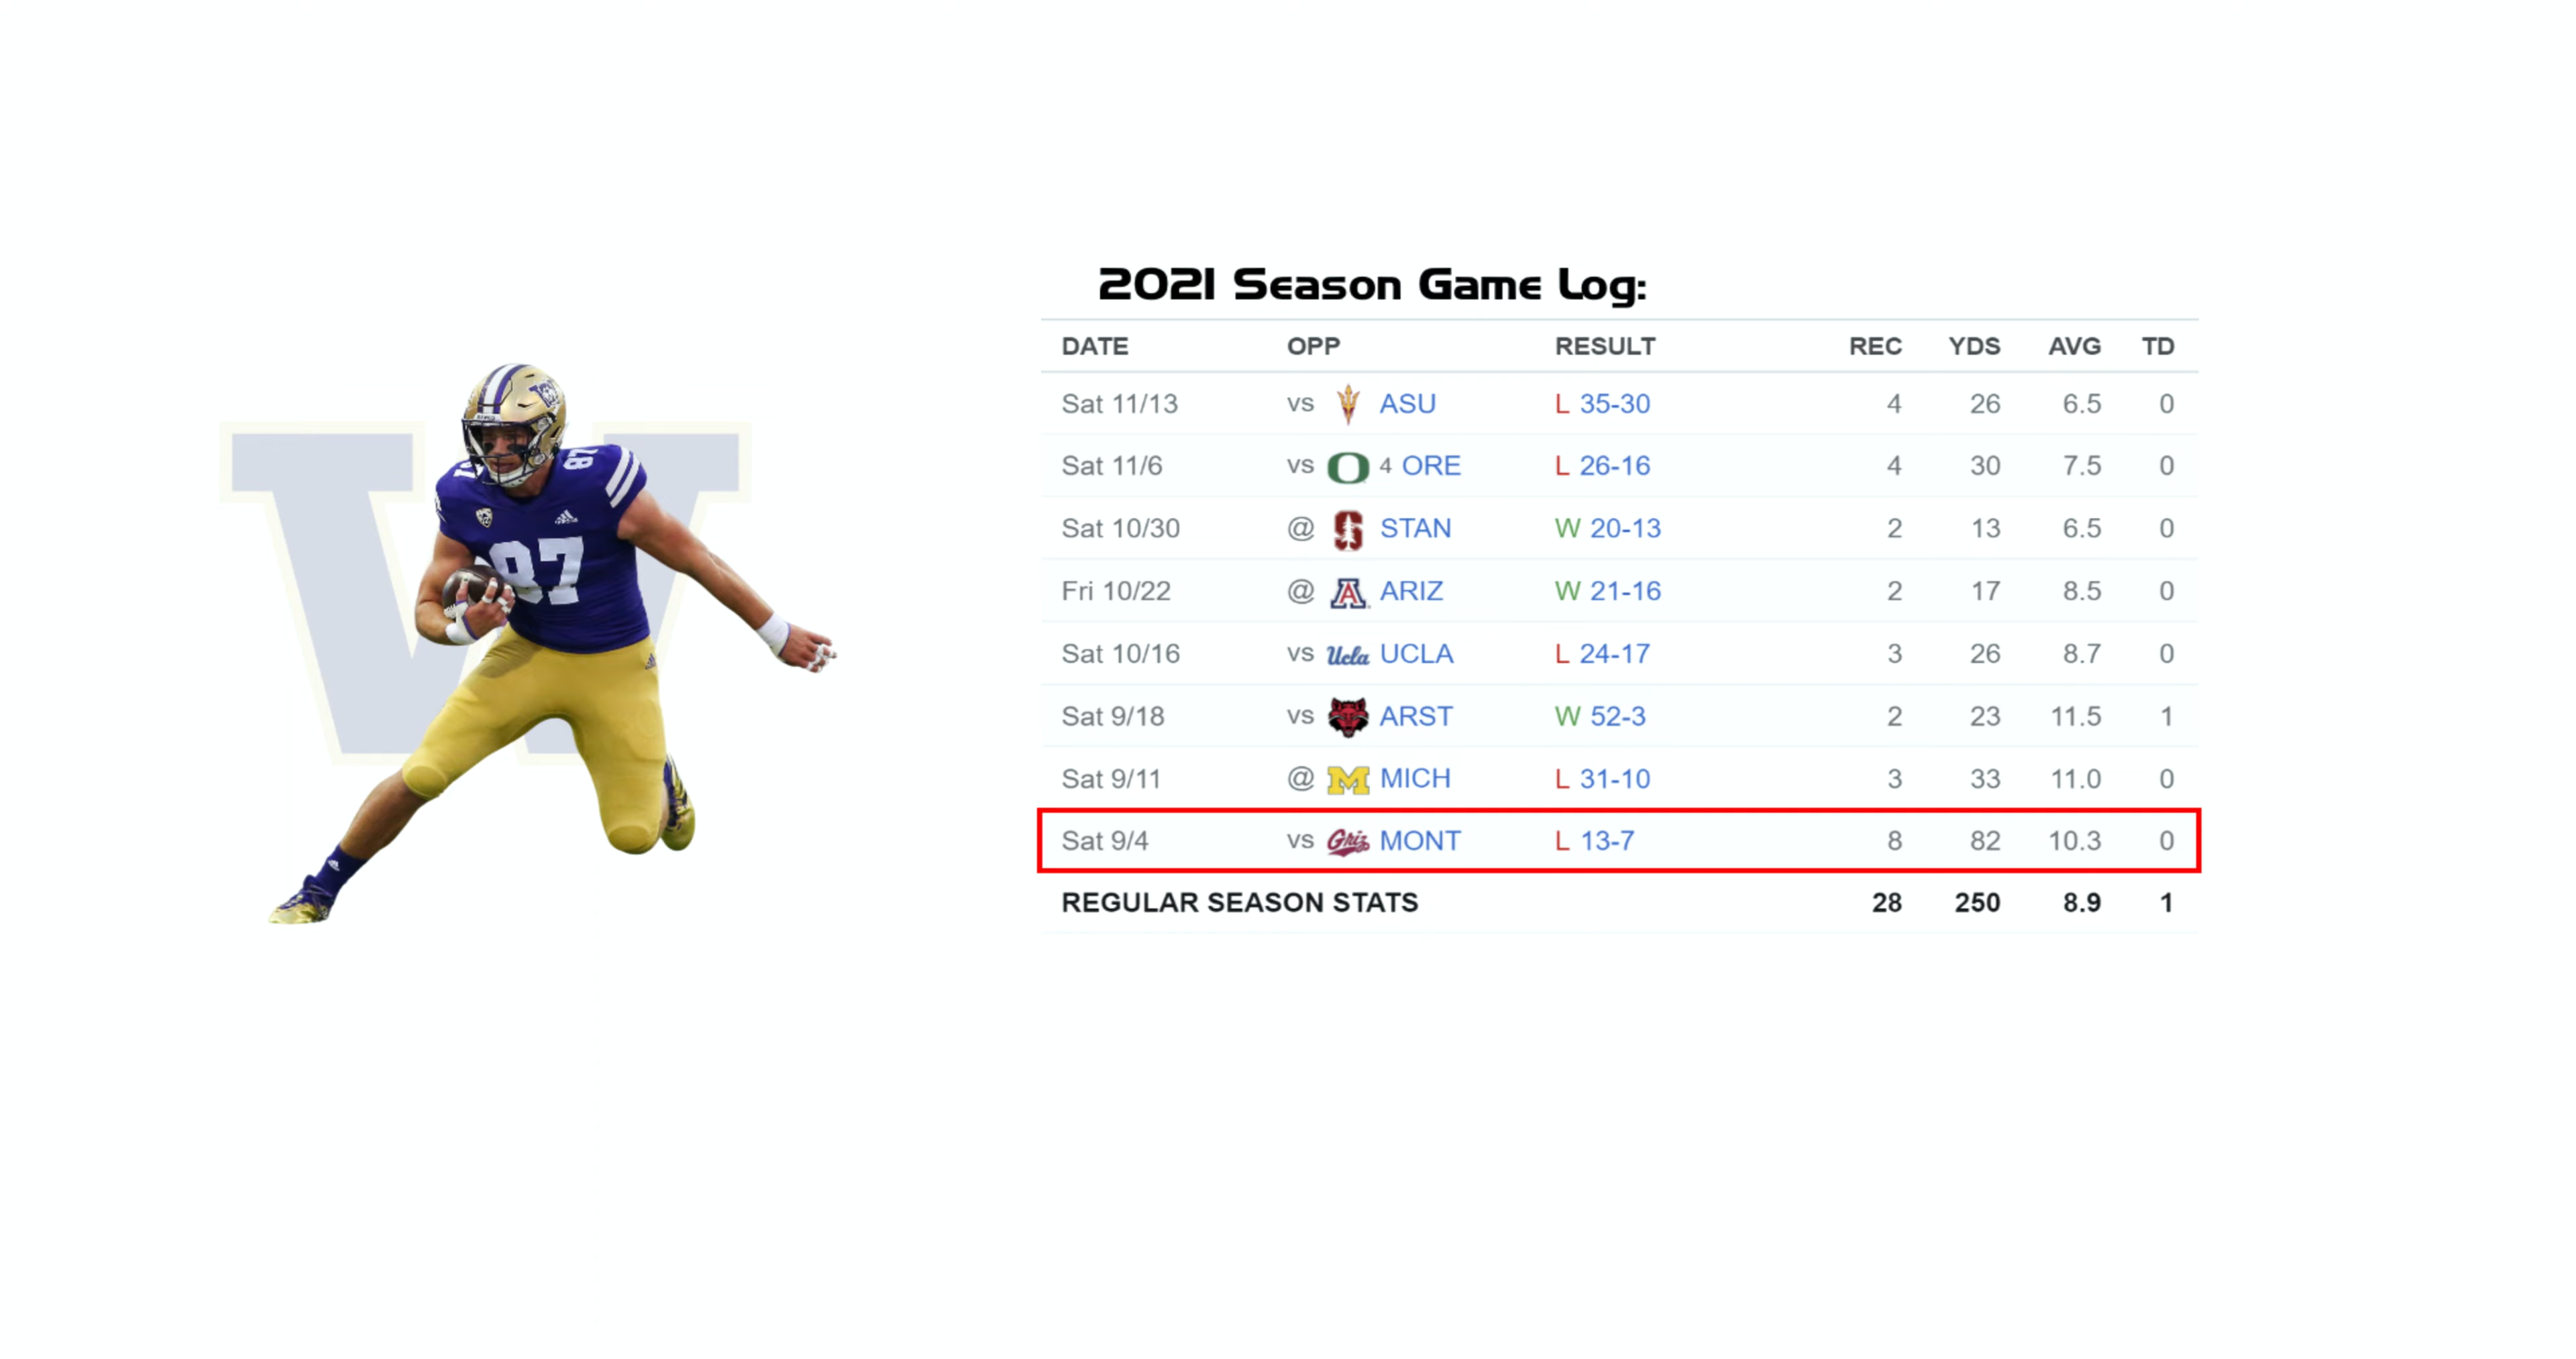 2021 Season Game Log:
DATE OPP RESULT REC YDS AVG TD
Sat 11/13 vs ASU L 35-30 4 26 6.5 0
Sat 11/6 vs O 4 ORE L 26-16 4 30 7.5 0
Sat 10/30 @ S STAN W 20-13 2 13 6.5 0
Fri 10/22 @ A ARIZ W 21-16 2 17 8.5 0
Sat 10/16 vs Ucla UCLA L 24-17 3 26 8.7 0
Sat 9/18 vs ARST W 52-3 2 23 11.5 1
Sat 9/11 @ M MICH L 31-10 3 33 11.0 0
Sat 9/4 vs Griz MONT L 13-7 8 82 10.3 0
REGULAR SEASON STATS 28 250 8.9 1
W
87
87